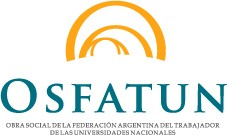 OSFATUN
OBRA SOCIAL DE LA FEDERACIÓN ARGENTINA DEL TRABAJADOR
DE LAS UNIVERSIDADES NACIONALES